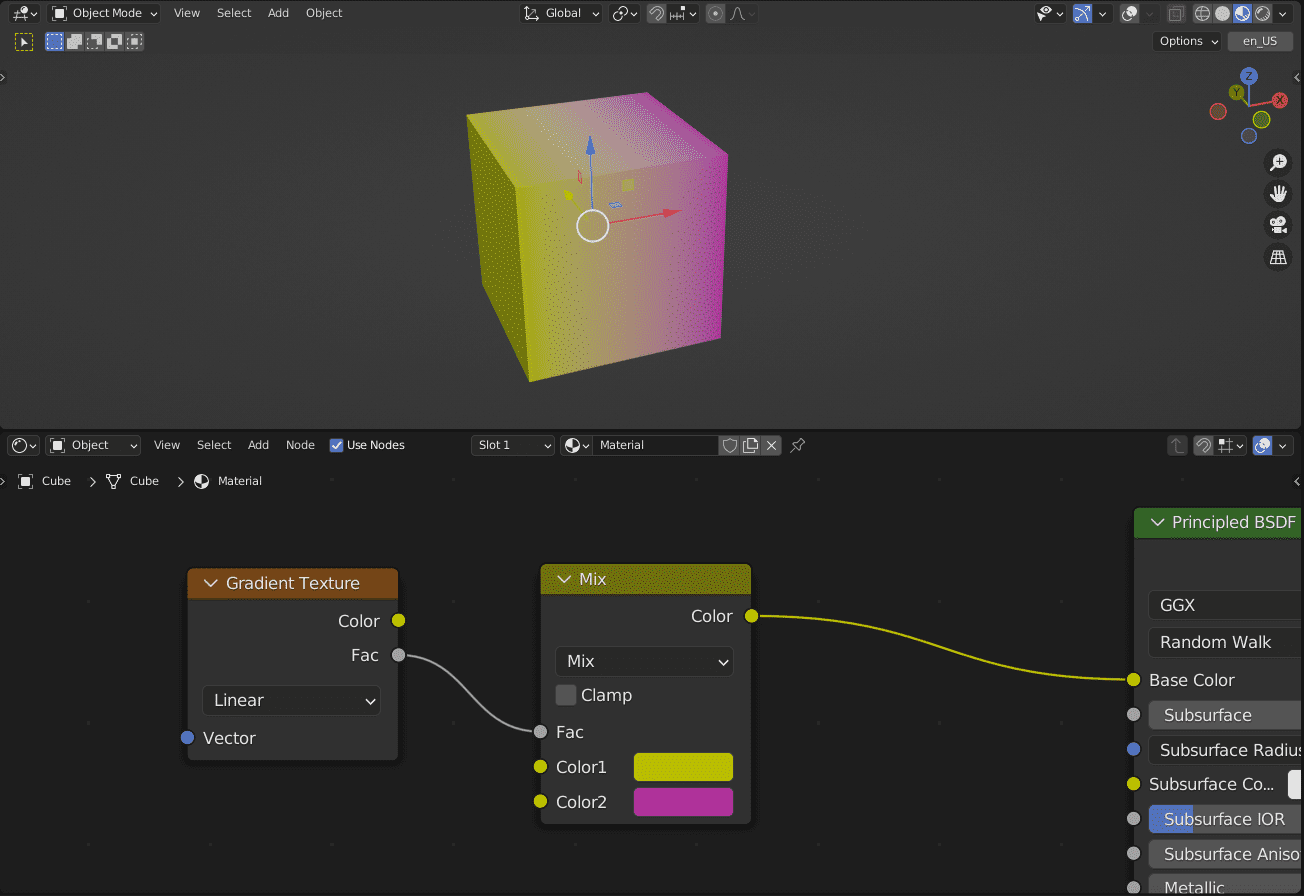 Object Mode View Select Add Object Global
Options en_US
Z
Y X
Object View Select Add Node Use Nodes Slot 1 Material
Cube Cube Material
Principled BSDF
Gradient Texture
Mix
GGX
Color
Color
Random Walk
Fac
Mix
Base Color
Linear
Clamp
Subsurface
Vector
Fac
Subsurface Radius
Color1
Subsurface Co...
Color2
Subsurface IOR
Subsurface Aniso
Metallic